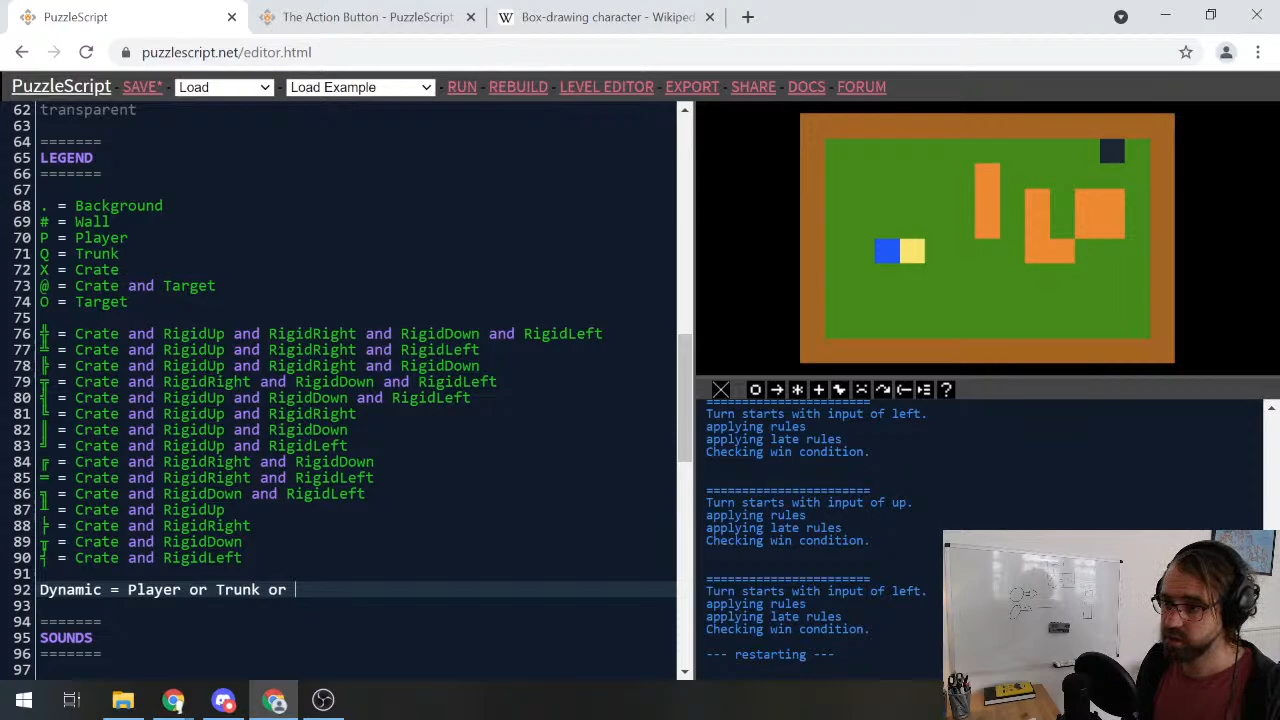 PuzzleScript
The Action Button - PuzzleScript
Box-drawing character - Wikiped
puzzlescript.net/editor.html
PuzzleScript - SAVE* - Load Load Example - RUN - REBUILD - LEVEL EDITOR - EXPORT - SHARE - DOCS - FORUM
62 transparent
63
64 =======
65 LEGEND
66 =======
67
68 . = Background
69 # = Wall
70 P = Player
71 Q = Trunk
72 X = Crate
73 @ = Crate and Target
74 O = Target
75
76 ╬ = Crate and RigidUp and RigidRight and RigidDown and RigidLeft
77 ╩ = Crate and RigidUp and RigidRight and RigidLeft
78 ╠ = Crate and RigidUp and RigidRight and RigidDown
79 ╦ = Crate and RigidRight and RigidDown and RigidLeft
80 ╣ = Crate and RigidUp and RigidDown and RigidLeft
81 ╚ = Crate and RigidUp and RigidRight
82 ║ = Crate and RigidUp and RigidDown
83 ╝ = Crate and RigidUp and RigidLeft
84 ╔ = Crate and RigidRight and RigidDown
85 ═ = Crate and RigidRight and RigidLeft
86 ╗ = Crate and RigidDown and RigidLeft
87 ╨ = Crate and RigidUp
88 ╞ = Crate and RigidRight
89 ╥ = Crate and RigidDown
90 ╡ = Crate and RigidLeft
91
92 Dynamic = Player or Trunk or
93
94 =======
95 SOUNDS
96 =======
97
=======================
Turn starts with input of left.
applying rules
applying late rules
Checking win condition.
=======================
Turn starts with input of up.
applying rules
applying late rules
Checking win condition.
=======================
Turn starts with input of left.
applying rules
applying late rules
Checking win condition.
--- restarting ---